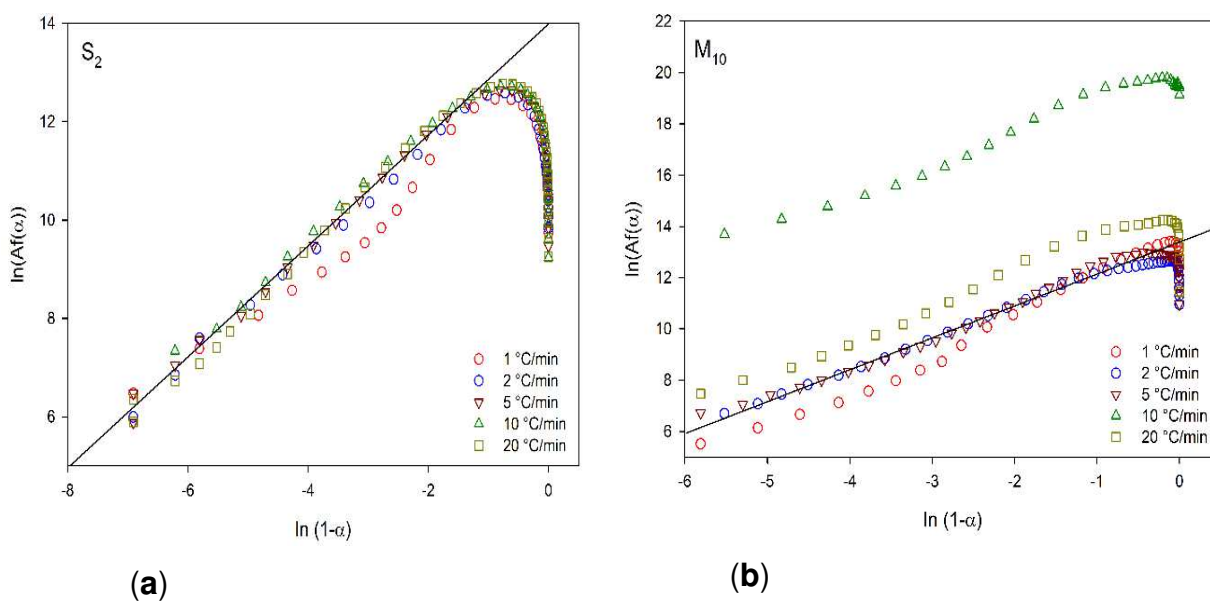 S₂
ln(Af(α))
14
12
10
8
6
-8 -6 -4 -2 0
ln (1-α)
1 °C/min
2 °C/min
5 °C/min
10 °C/min
20 °C/min
(a)
M₁₀
ln(Af(α))
22
20
18
16
14
12
10
8
6
-6 -5 -4 -3 -2 -1 0
ln (1-α)
1 °C/min
2 °C/min
5 °C/min
10 °C/min
20 °C/min
(b)